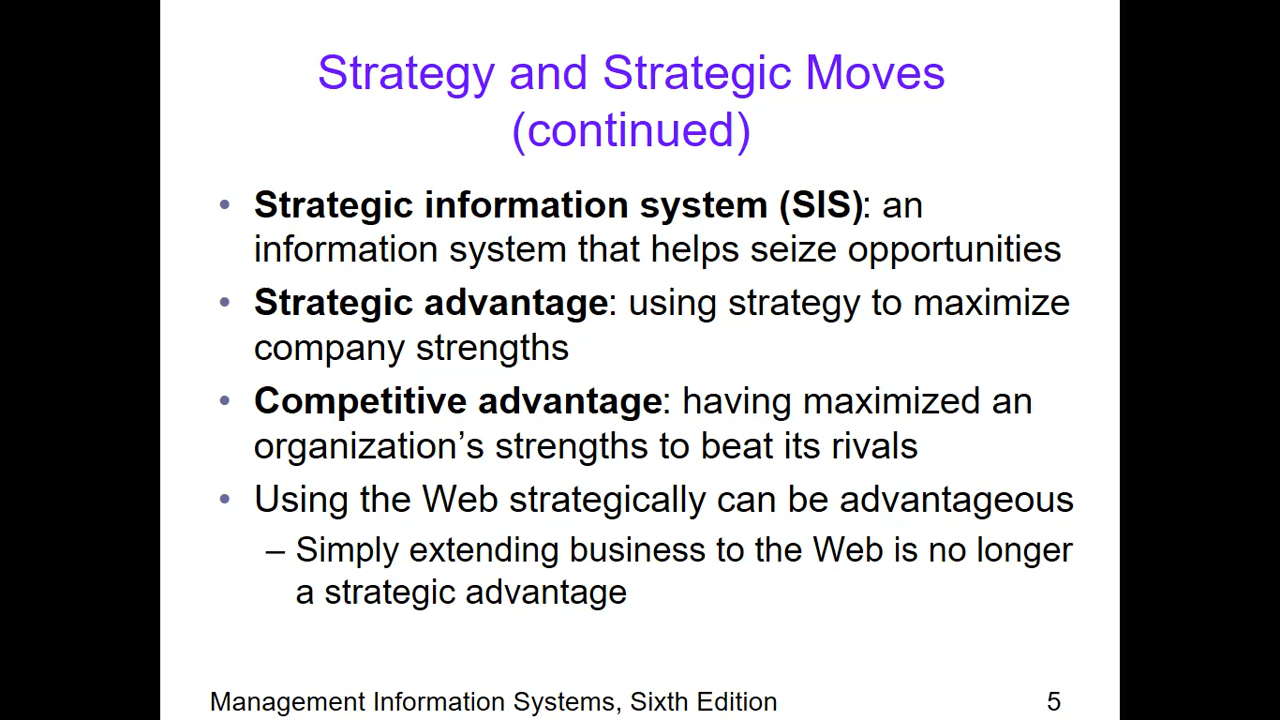 Strategy and Strategic Moves
(continued)
• Strategic information system (SIS): an
information system that helps seize opportunities
• Strategic advantage: using strategy to maximize
company strengths
• Competitive advantage: having maximized an
organization’s strengths to beat its rivals
• Using the Web strategically can be advantageous
– Simply extending business to the Web is no longer
a strategic advantage
Management Information Systems, Sixth Edition 5